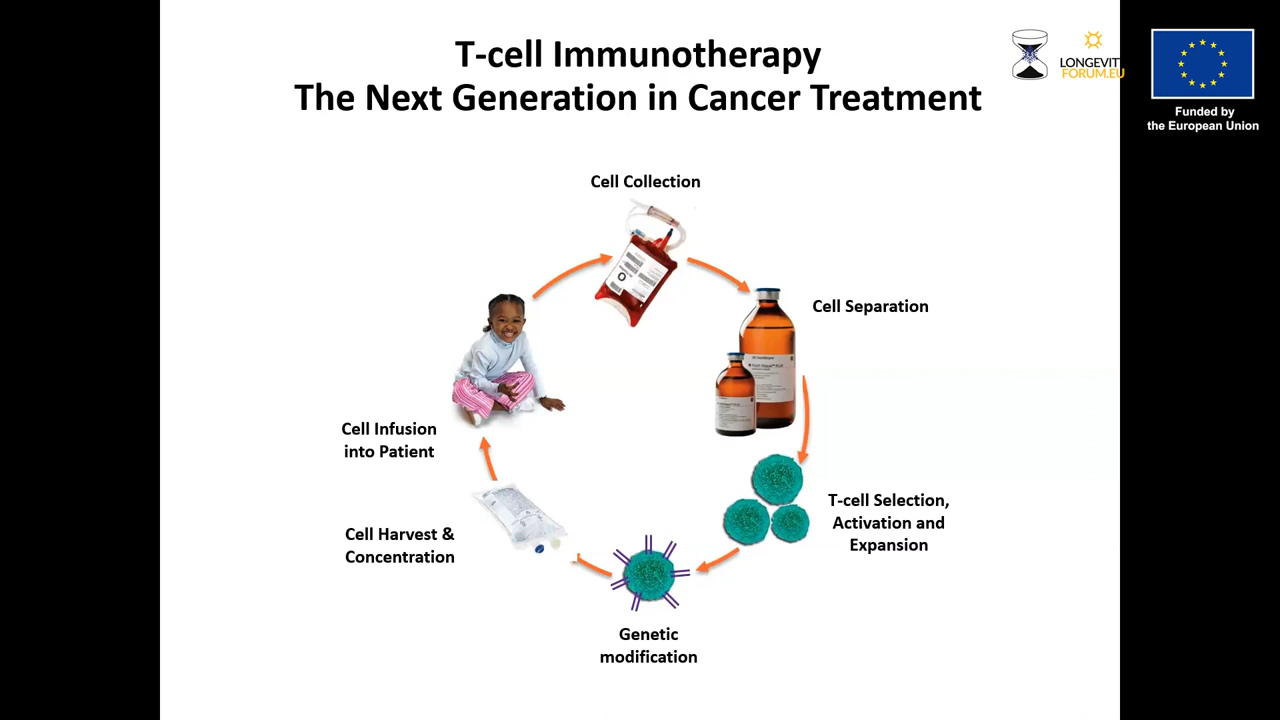 T-cell Immunotherapy
The Next Generation in Cancer Treatment
LONGEVIT
FORUM.EU
Funded by
the European Union
Cell Collection
Cell Separation
T-cell Selection,
Activation and
Expansion
Genetic
modification
Cell Harvest &
Concentration
Cell Infusion
into Patient